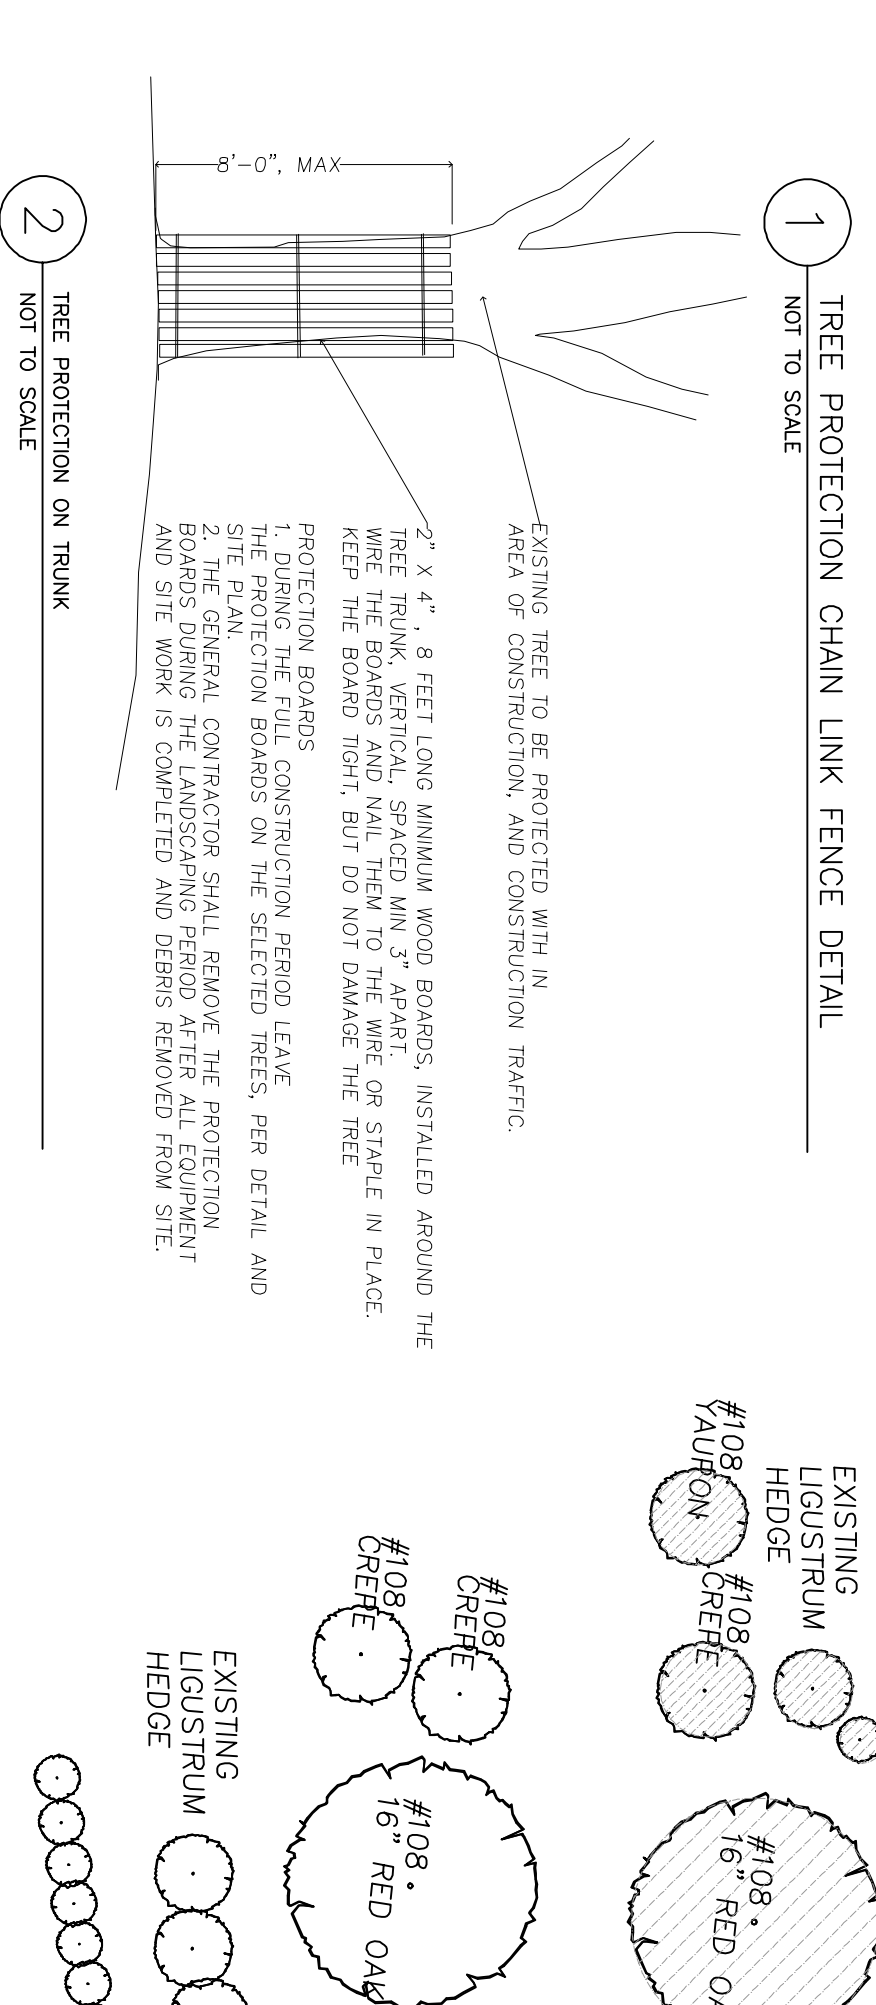 1
TREE PROTECTION CHAIN LINK FENCE DETAIL
NOT TO SCALE
8'-0", MAX
EXISTING TREE TO BE PROTECTED WITH IN
AREA OF CONSTRUCTION, AND CONSTRUCTION TRAFFIC.
2" X 4" , 8 FEET LONG MINIMUM WOOD BOARDS, INSTALLED AROUND THE
TREE TRUNK, VERTICAL, SPACED MIN 3" APART.
WIRE THE BOARDS AND NAIL THEM TO THE WIRE OR STAPLE IN PLACE.
KEEP THE BOARD TIGHT, BUT DO NOT DAMAGE THE TREE
PROTECTION BOARDS
1. DURING THE FULL CONSTRUCTION PERIOD LEAVE
THE PROTECTION BOARDS ON THE SELECTED TREES, PER DETAIL AND
SITE PLAN.
2. THE GENERAL CONTRACTOR SHALL REMOVE THE PROTECTION
BOARDS DURING THE LANDSCAPING PERIOD AFTER ALL EQUIPMENT
AND SITE WORK IS COMPLETED AND DEBRIS REMOVED FROM SITE.
2
TREE PROTECTION ON TRUNK
NOT TO SCALE
EXISTING
LIGUSTRUM
HEDGE
#108
YAUPON
#108
CREPE
#108
16" RED
#108
CREPE
#108
CREPE
#108
16" RED OAK
EXISTING
LIGUSTRUM
HEDGE